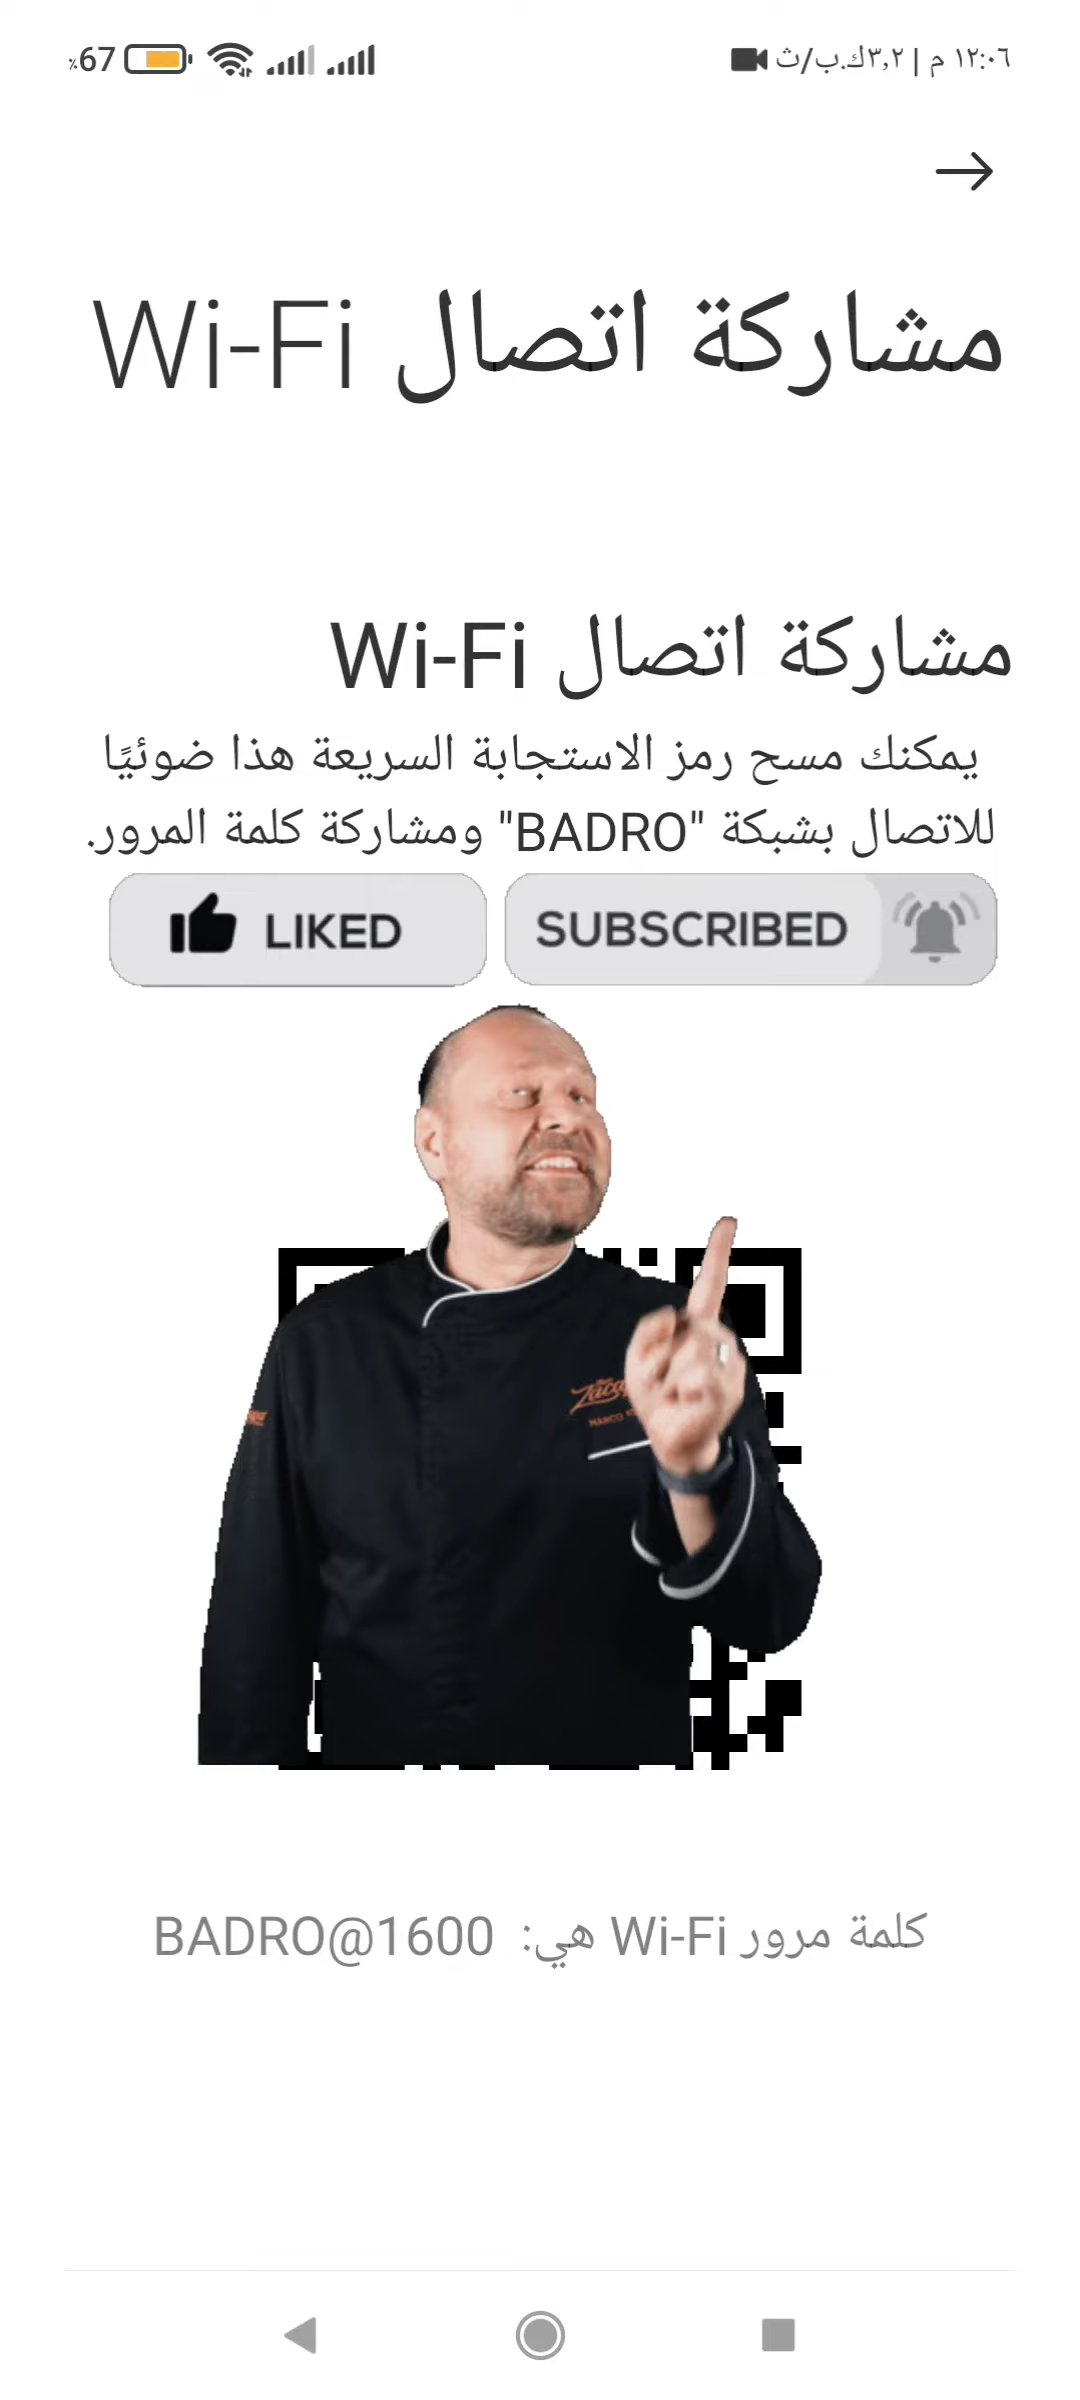 ١٢:٠٦ م | ٣,٢ك.ب/ث
٪67
مشاركة اتصال Wi-Fi
مشاركة اتصال Wi-Fi
يمكنك مسح رمز الاستجابة السريعة هذا ضوئيًا
للاتصال بشبكة "BADRO" ومشاركة كلمة المرور.
LIKED
SUBSCRIBED
MARCO
كلمة مرور Wi-Fi هي: BADRO@1600